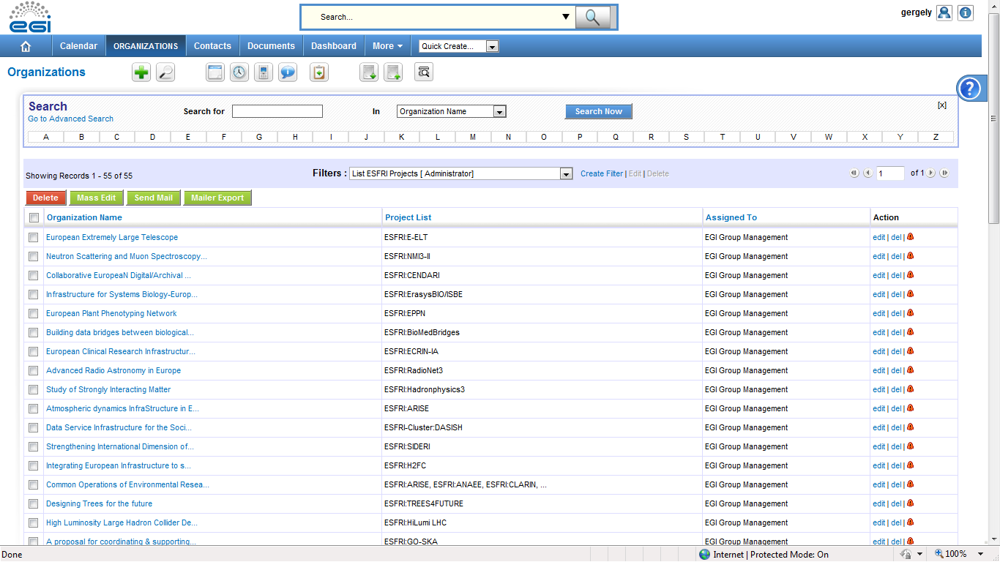 egi
Search...
gergely
Calendar ORGANIZATIONS Contacts Documents Dashboard More Quick Create...
Organizations
Search
Go to Advanced Search
Search for In Organization Name Search Now [x]
A B C D E F G H I J K L M N O P Q R S T U V W X Y Z
Showing Records 1 - 55 of 55 Filters : List ESFRI Projects [ Administrator] Create Filter | Edit | Delete 1 of 1
Delete Mass Edit Send Mail Mailer Export
Organization Name Project List Assigned To Action
European Extremely Large Telescope ESFRI:E-ELT EGI Group Management edit | del |
Neutron Scattering and Muon Spectroscopy... ESFRI:NMI3-II EGI Group Management edit | del |
Collaborative EuropeaN Digital/Archival ... ESFRI:CENDARI EGI Group Management edit | del |
Infrastructure for Systems Biology-Europ... ESFRI:ErasysBIO/ISBE EGI Group Management edit | del |
European Plant Phenotyping Network ESFRI:EPPN EGI Group Management edit | del |
Building data bridges between biological... ESFRI:BioMedBridges EGI Group Management edit | del |
European Clinical Research Infrastructur... ESFRI:ECRIN-IA EGI Group Management edit | del |
Advanced Radio Astronomy in Europe ESFRI:RadioNet3 EGI Group Management edit | del |
Study of Strongly Interacting Matter ESFRI:Hadronphysics3 EGI Group Management edit | del |
Atmospheric dynamics InfraStructure in E... ESFRI:ARISE EGI Group Management edit | del |
Data Service Infrastructure for the Soci... ESFRI-Cluster:DASISH EGI Group Management edit | del |
Strengthening International Dimension of... ESFRI:SIDERI EGI Group Management edit | del |
Integrating European Infrastructure to s... ESFRI:H2FC EGI Group Management edit | del |
Common Operations of Environmental Resea... ESFRI:ARISE, ESFRI:ANAEE, ESFRI:CLARIN, ... EGI Group Management edit | del |
Designing Trees for the future ESFRI:TREES4FUTURE EGI Group Management edit | del |
High Luminosity Large Hadron Collider De... ESFRI:HiLumi LHC EGI Group Management edit | del |
A proposal for coordinating & supporting... ESFRI:GO-SKA EGI Group Management edit | del |
Done Internet | Protected Mode: On 100%